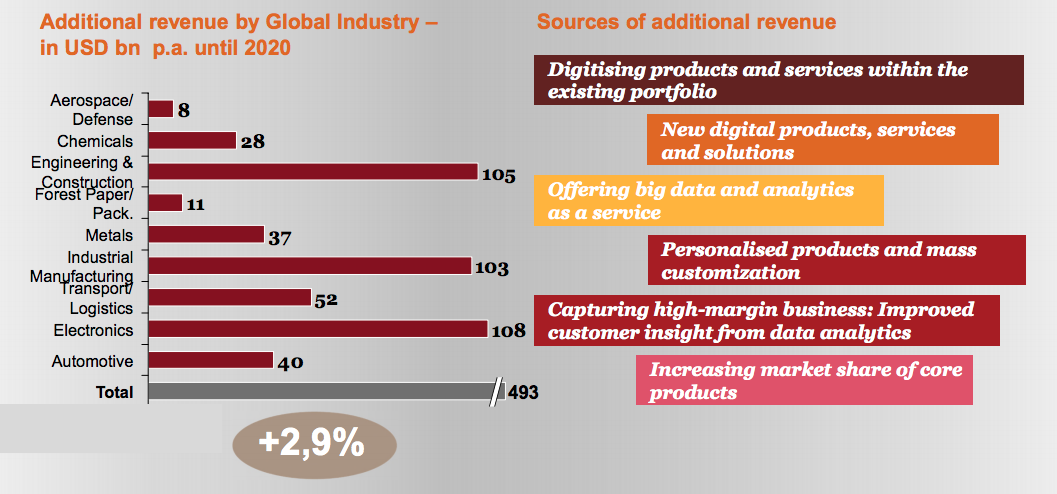 Additional revenue by Global Industry –
in USD bn p.a. until 2020
Aerospace/
Defense
8
Chemicals
28
Engineering &
Construction
105
Forest Paper/
Pack.
11
Metals
37
Industrial
Manufacturing
103
Transport/
Logistics
52
Electronics
108
Automotive
40
Total
493
+2,9%
Sources of additional revenue
Digitising products and services within the
existing portfolio
New digital products, services
and solutions
Offering big data and analytics
as a service
Personalised products and mass
customization
Capturing high-margin business: Improved
customer insight from data analytics
Increasing market share of core
products